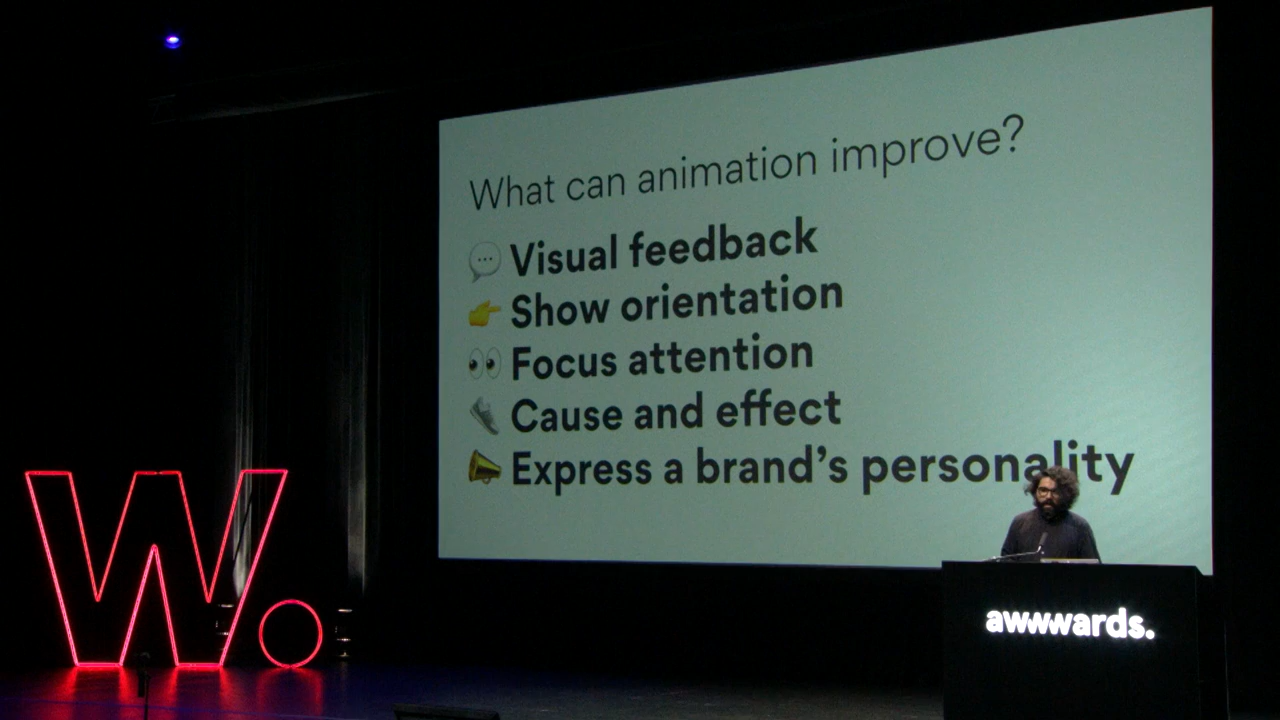 What can animation improve?
💬 Visual feedback
👉 Show orientation
👀 Focus attention
👟 Cause and effect
📣 Express a brand’s personality
W.
awwwards.